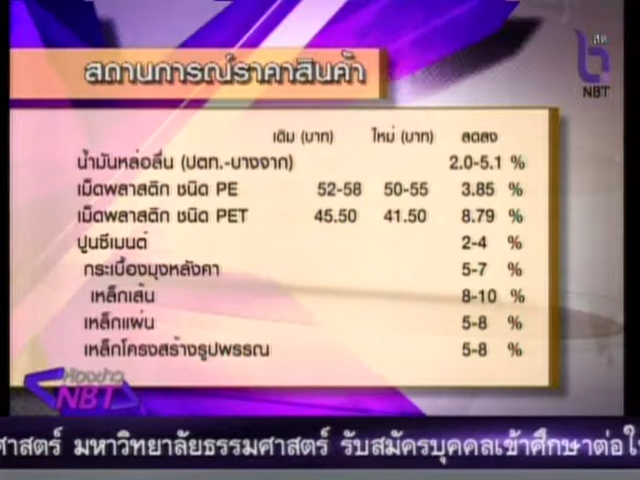 สด
NBT
สถานการณ์ราคาสินค้า
เดิม (บาท) ใหม่ (บาท) ลดลง
น้ำมันหล่อลื่น (ปตท.-บางจาก) 2.0-5.1 %
เม็ดพลาสติก ชนิด PE 52-58 50-55 3.85 %
เม็ดพลาสติก ชนิด PET 45.50 41.50 8.79 %
ปูนซีเมนต์ 2-4 %
กระเบื้องมุงหลังคา 5-7 %
เหล็กเส้น 8-10 %
เหล็กแผ่น 5-8 %
เหล็กโครงสร้างรูปพรรณ 5-8 %
ห้องข่าว
NBT
ศาสตร์ มหาวิทยาลัยธรรมศาสตร์ รับสมัครบุคคลเข้าศึกษาต่อใ